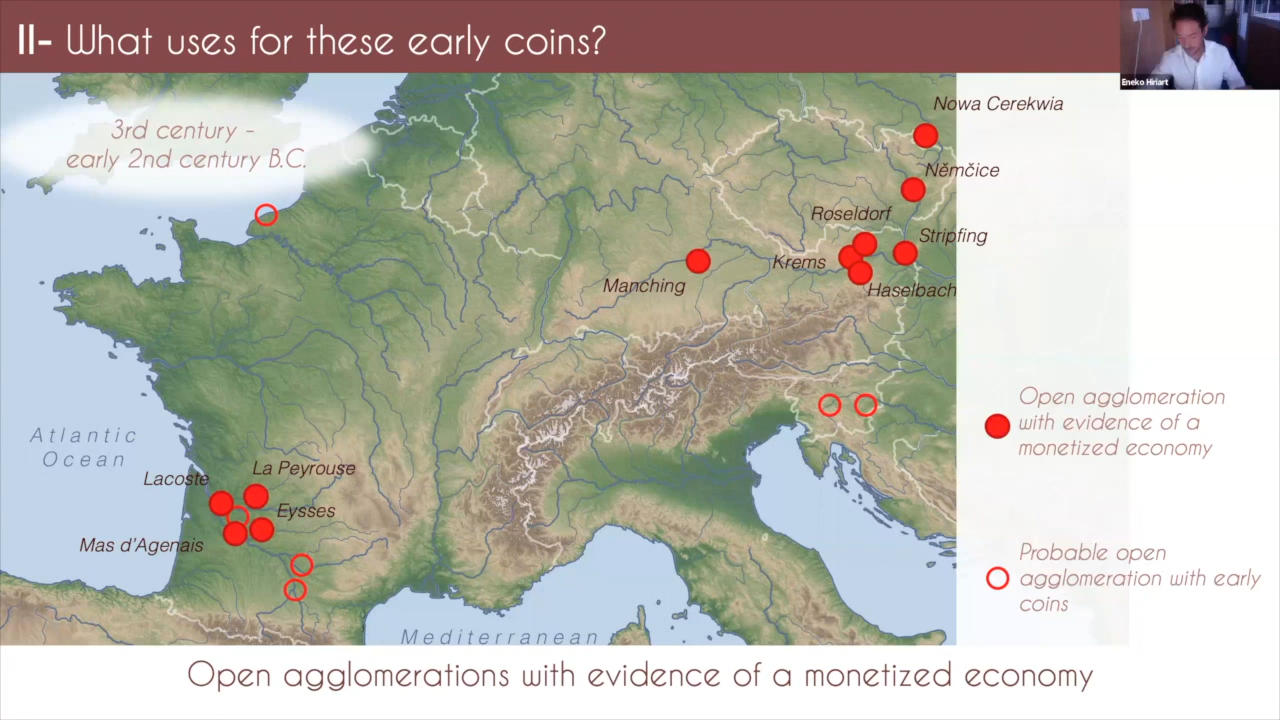 II- What uses for these early coins?
Eneko Hiriart
3rd century -
early 2nd century B.C.
Nowa Cerekwia
Němčice
Roseldorf
Stripfing
Krems
Manching
Haselbach
Open agglomeration
with evidence of a
monetized economy
Atlantic
Ocean
La Peyrouse
Lacoste
Eysses
Mas d'Agenais
Probable open
agglomeration with early
coins
Mediterranean
Open agglomerations with evidence of a monetized economy